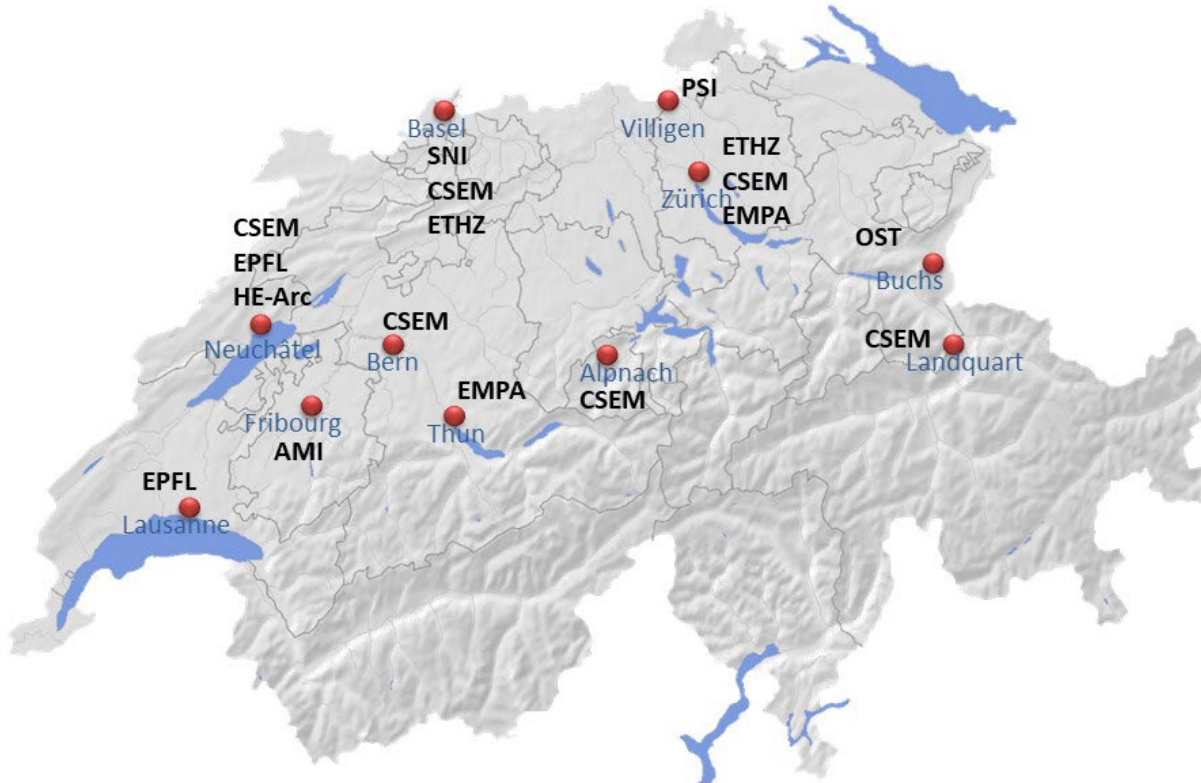 PSI
Basel
Villigen
SNI
CSEM
ETHZ
ETHZ
CSEM
EMPA
Zürich
CSEM
EPFL
HE-Arc
Neuchâtel
OST
Buchs
CSEM
Bern
CSEM
Landquart
Alpnach
CSEM
EMPA
Thun
Fribourg
AMI
EPFL
Lausanne